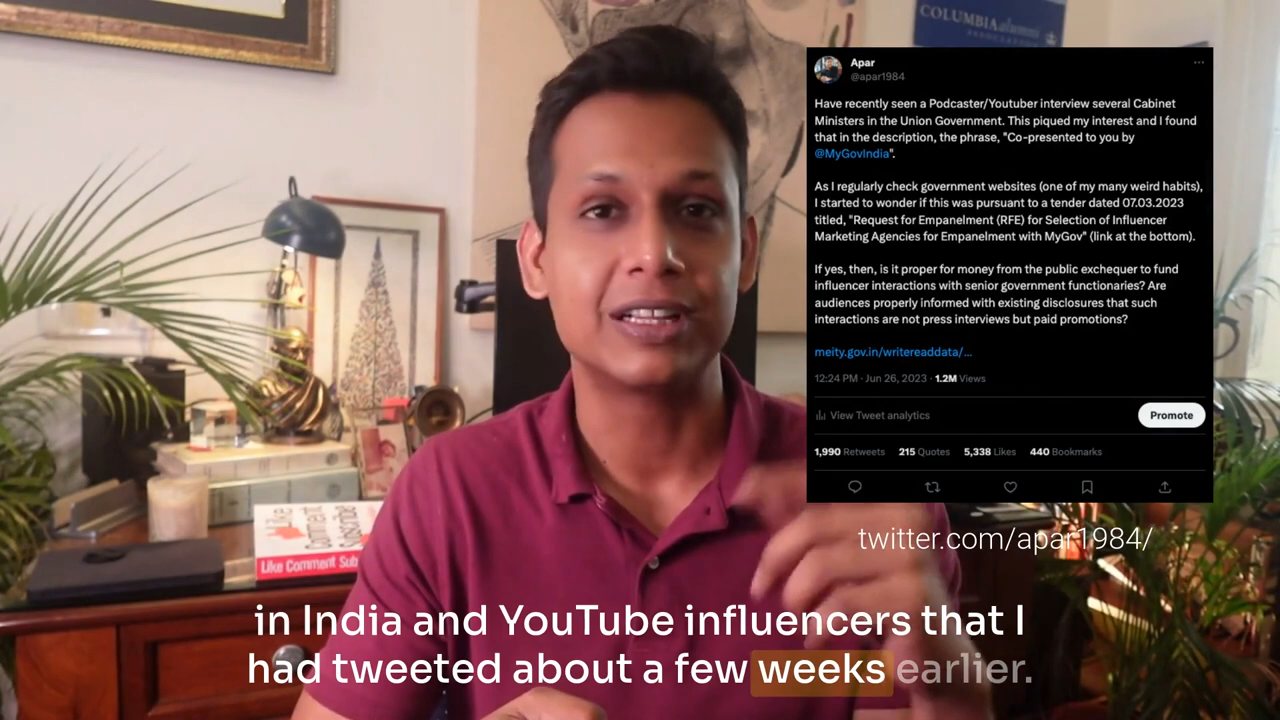 COLUMBIA alumni
ASSOCIATION
Apar
@apar1984
Have recently seen a Podcaster/Youtuber interview several Cabinet
Ministers in the Union Government. This piqued my interest and I found
that in the description, the phrase, "Co-presented to you by
@MyGovIndia".
As I regularly check government websites (one of my many weird habits),
I started to wonder if this was pursuant to a tender dated 07.03.2023
titled, "Request for Empanelment (RFE) for Selection of Influencer
Marketing Agencies for Empanelment with MyGov" (link at the bottom).
If yes, then, is it proper for money from the public exchequer to fund
influencer interactions with senior government functionaries? Are
audiences properly informed with existing disclosures that such
interactions are not press interviews but paid promotions?
meity.gov.in/writereaddata/...
12:24 PM · Jun 26, 2023 · 1.2M Views
View Tweet analytics
Promote
1,990 Retweets 215 Quotes 5,338 Likes 440 Bookmarks
twitter.com/apar1984/
Like Comment Sub
in India and YouTube influencers that I
had tweeted about a few weeks earlier.